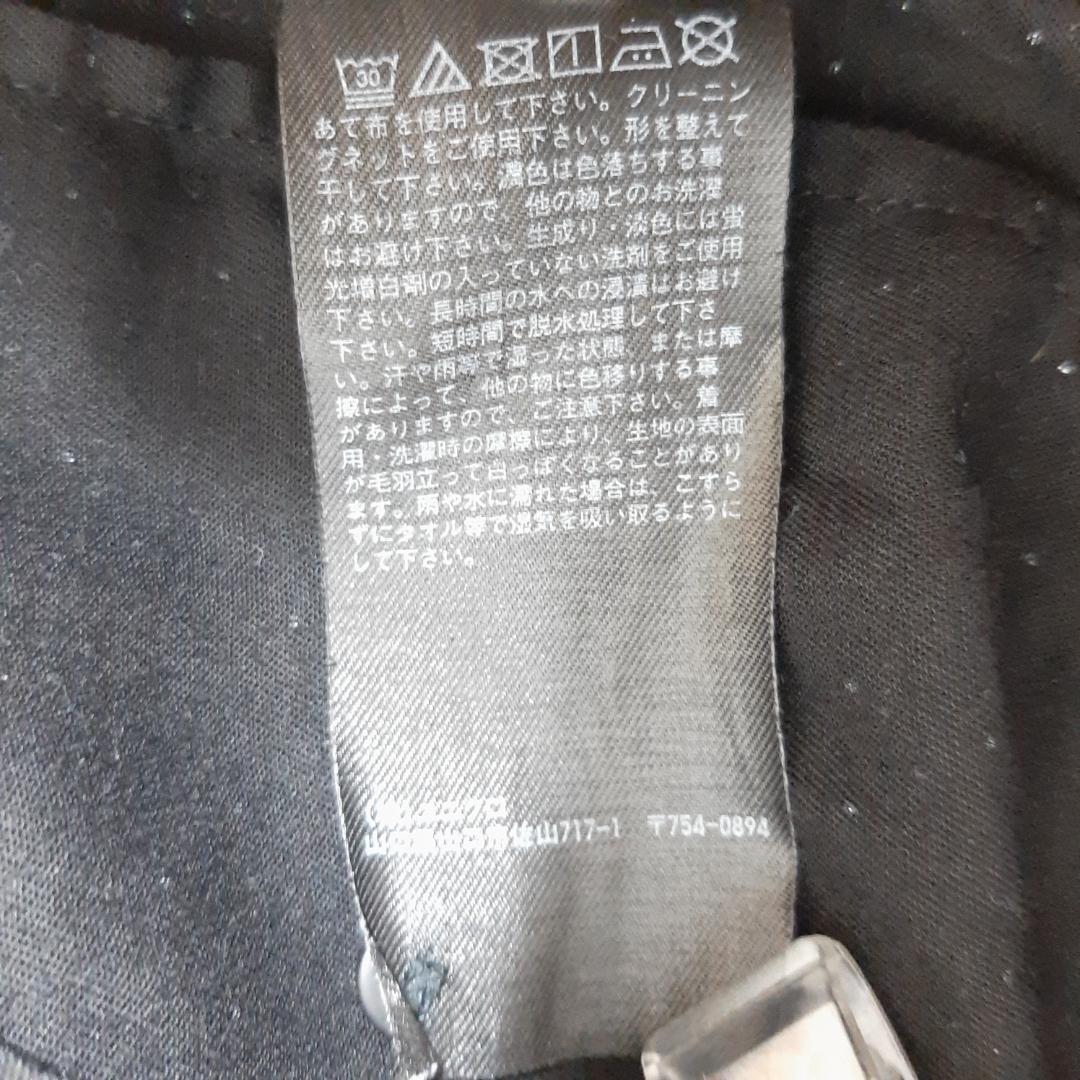 30
あて布を使用して下さい。クリーニン
グネットをご使用下さい。形を整えて
干して下さい。濃色は色落ちする事
がありますので、他の物とのお洗濯
はお避け下さい。生成り・淡色には蛍
光増白剤の入っていない洗剤をご使用
下さい。長時間の水への浸漬はお避け
下さい。短時間で脱水処理して下さ
い。汗や雨等で湿った状態、または摩
擦によって、他の物に色移りする事
がありますので、ご注意下さい。着
用・洗濯時の摩擦により、生地の表面
が毛羽立って白っぽくなることがあり
ます。雨や水に濡れた場合は、こすら
ずにタオル等で湿気を吸い取るように
して下さい。
ユニクロ
佐山717-1 〒754-0894